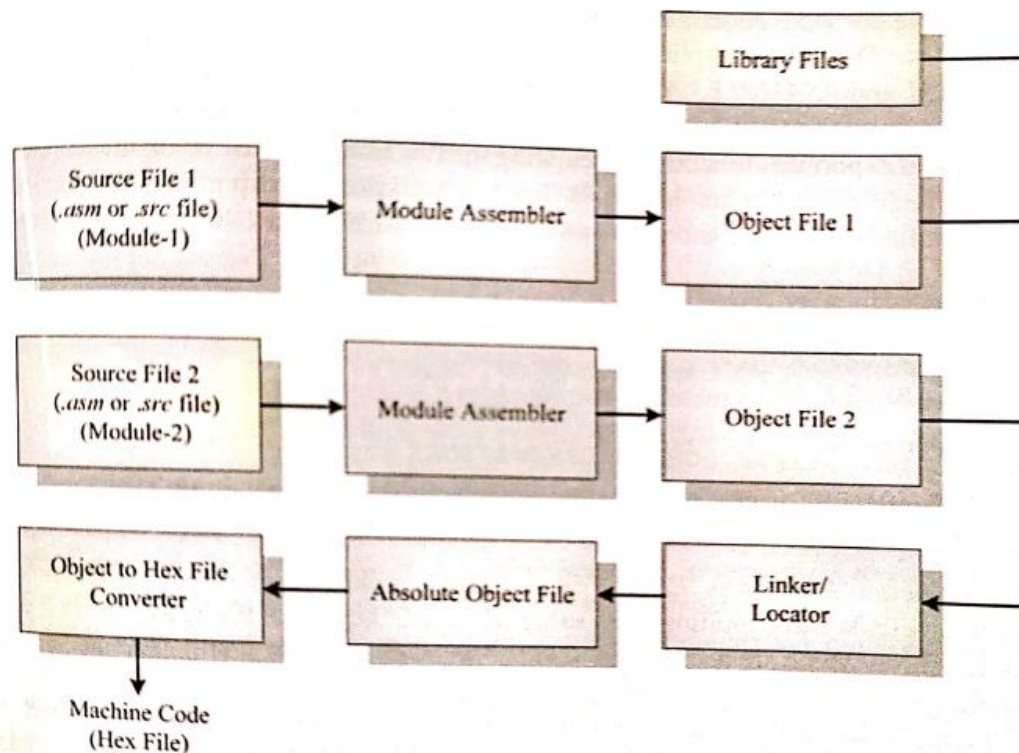 Library Files
Source File 1
(.asm or .src file)
(Module-1)
Module Assembler
Object File 1
Source File 2
(.asm or .src file)
(Module-2)
Module Assembler
Object File 2
Object to Hex File
Converter
Absolute Object File
Linker/
Locator
Machine Code
(Hex File)